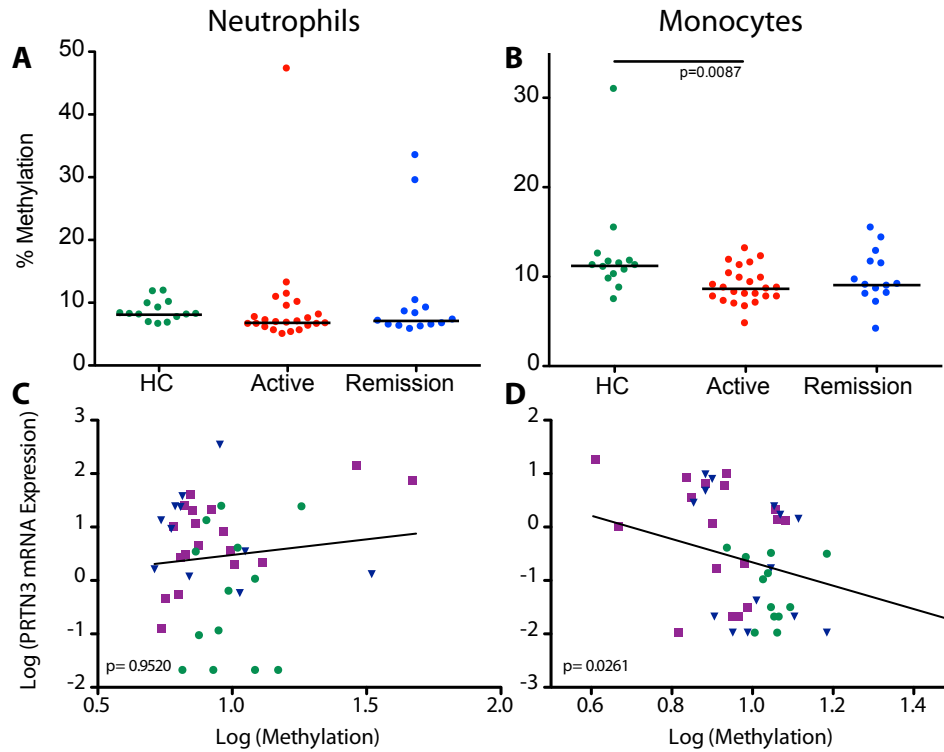 Neutrophils
Monocytes
A
B
50
40
30
20
10
0
% Methylation
HC
Active
Remission
30
20
10
0
p=0.0087
HC
Active
Remission
C
D
3
2
1
0
-1
-2
Log (PRTN3 mRNA Expression)
p= 0.9520
0.5
1.0
1.5
2.0
Log (Methylation)
2
1
-0
-1
-2
-3
p= 0.0261
0.6
0.8
1.0
1.2
1.4
Log (Methylation)